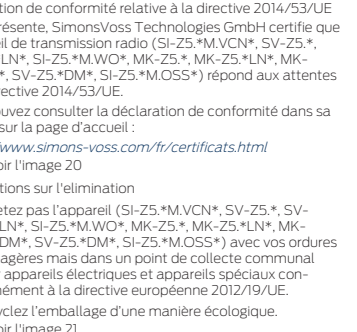 tion de conformité relative à la directive 2014/53/UE
résente, SimonsVoss Technologies GmbH certifie que
il de transmission radio (SI-Z5.*M.VCN*, SV-Z5.*,
LN*, SI-Z5.*M.WO*, MK-Z5.*, MK-Z5.*LN*, MK-
*, SV-Z5.*DM*, SI-Z5.*M.OSS*) répond aux attentes
rective 2014/53/UE.
ouvez consulter la déclaration de conformité dans sa
sur la page d'accueil :
www.simons-voss.com/fr/certificats.html
oir l'image 20
tions sur l'elimination
etez pas l'appareil (SI-Z5.*M.VCN*, SV-Z5.*, SV-
LN*, SI-Z5.*M.WO*, MK-Z5.*, MK-Z5.*LN*, MK-
DM*, SV-Z5.*DM*, SI-Z5.*M.OSS*) avec vos ordures
agères mais dans un point de collecte communal
appareils électriques et appareils spéciaux con-
nément à la directive européenne 2012/19/UE.
yclez l'emballage d'une manière écologique.
oir l'image 21